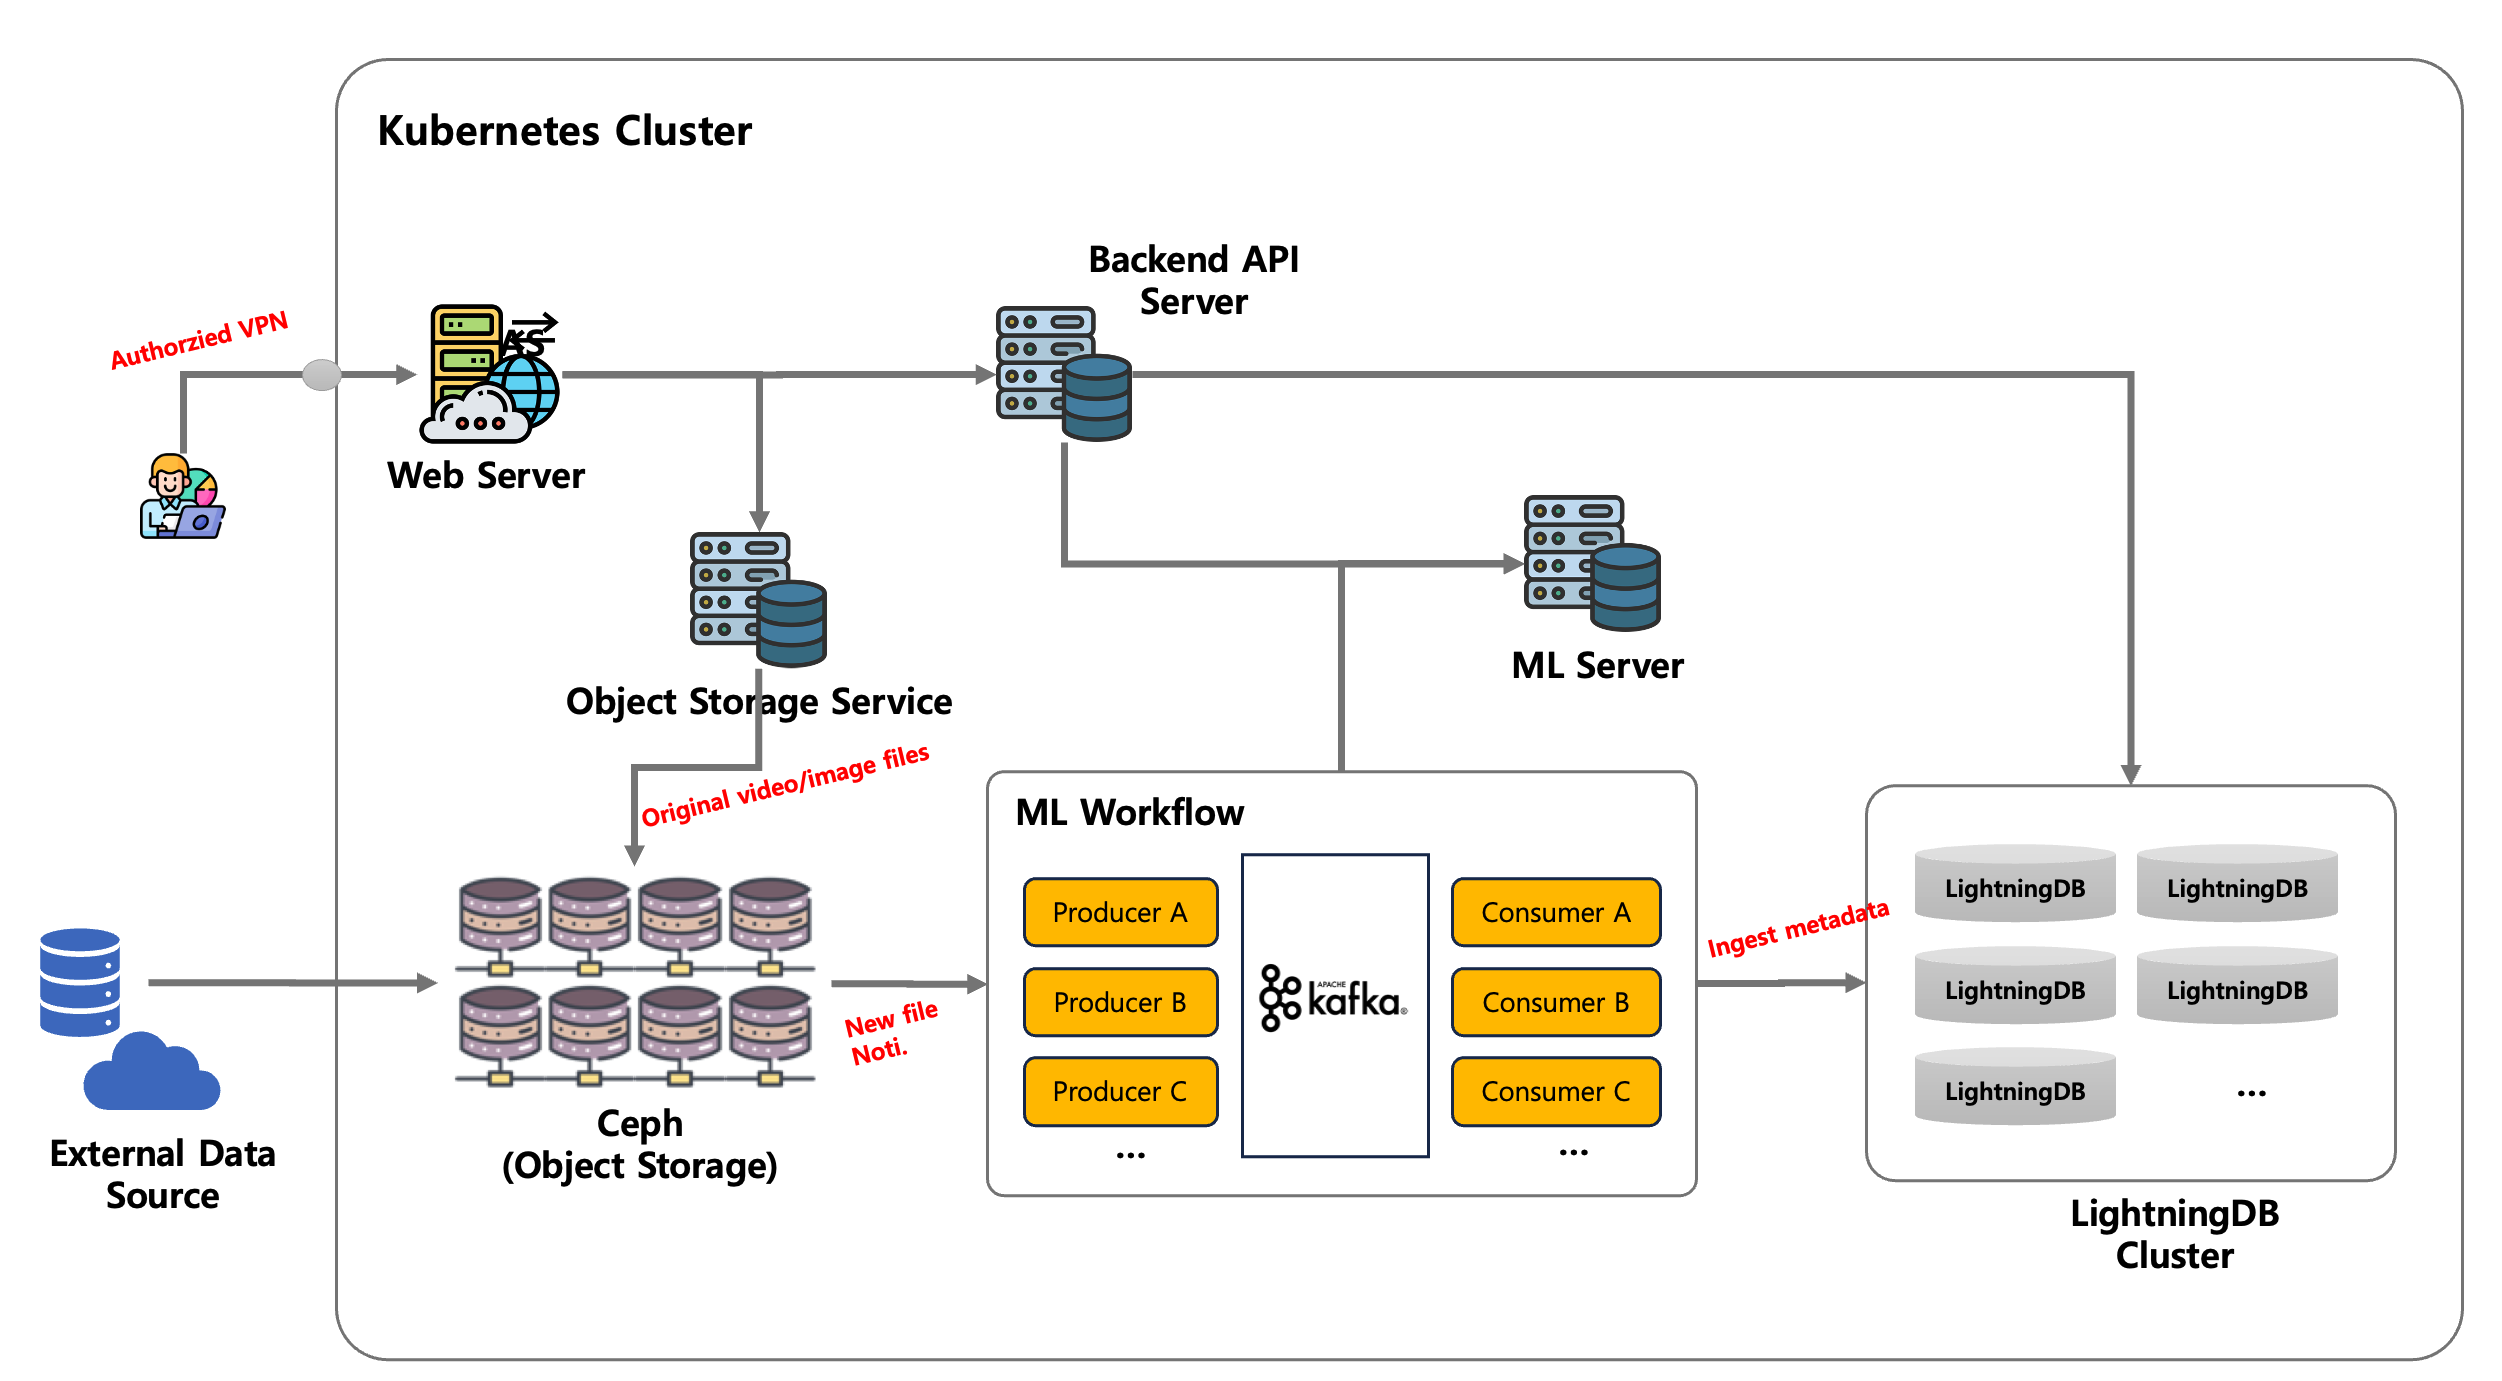 Kubernetes Cluster
Backend API
Server
Authorzied VPN
Web Server
ML Server
Object Storage Service
Original video/image files
ML Workflow
Producer A
Producer B
Producer C
...
APACHE
kafka®
Consumer A
Consumer B
Consumer C
...
Ingest metadata
LightningDB
LightningDB
LightningDB
LightningDB
LightningDB
...
New file
Noti.
Ceph
(Object Storage)
External Data
Source
LightningDB
Cluster